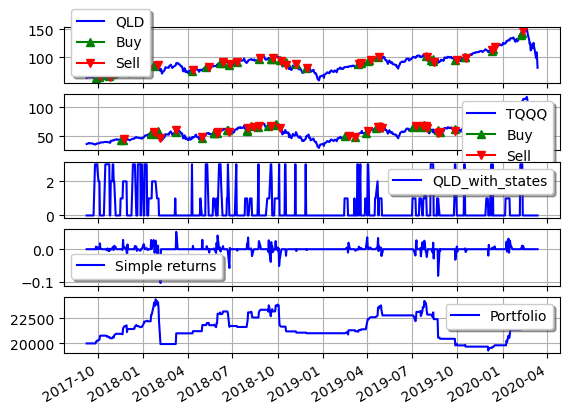 150
100
QLD
Buy
Sell
100
50
TQQQ
Buy
Sell
2
0
QLD_with_states
0.0
−0.1
Simple returns
22500
20000
Portfolio
2017-10
2018-01
2018-04
2018-07
2018-10
2019-01
2019-04
2019-07
2019-10
2020-01
2020-04